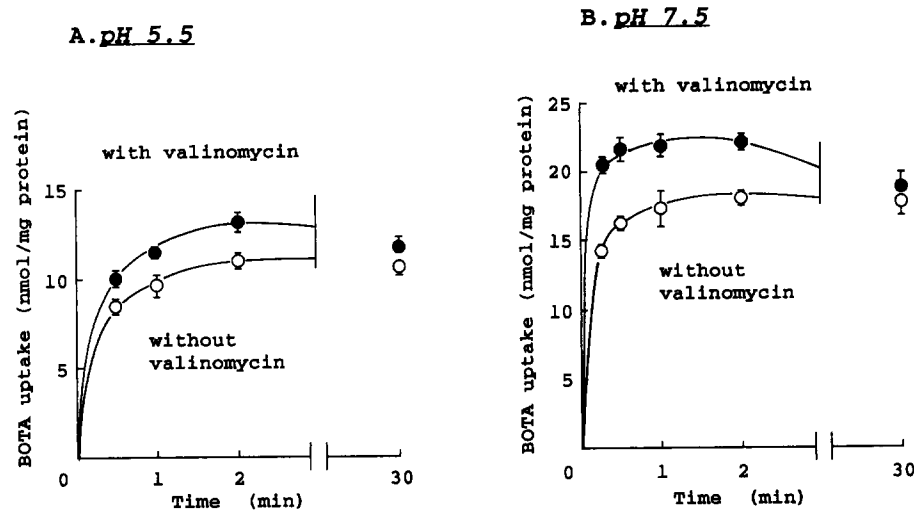 A. pH 5.5
with valinomycin
BOTA uptake (nmol/mg protein)
15
10
5
0
1
2
30
without
valinomycin
Time (min)
B. pH 7.5
with valinomycin
BOTA uptake (nmol/mg protein)
25
20
15
10
5
0
1
2
30
without
valinomycin
Time (min)